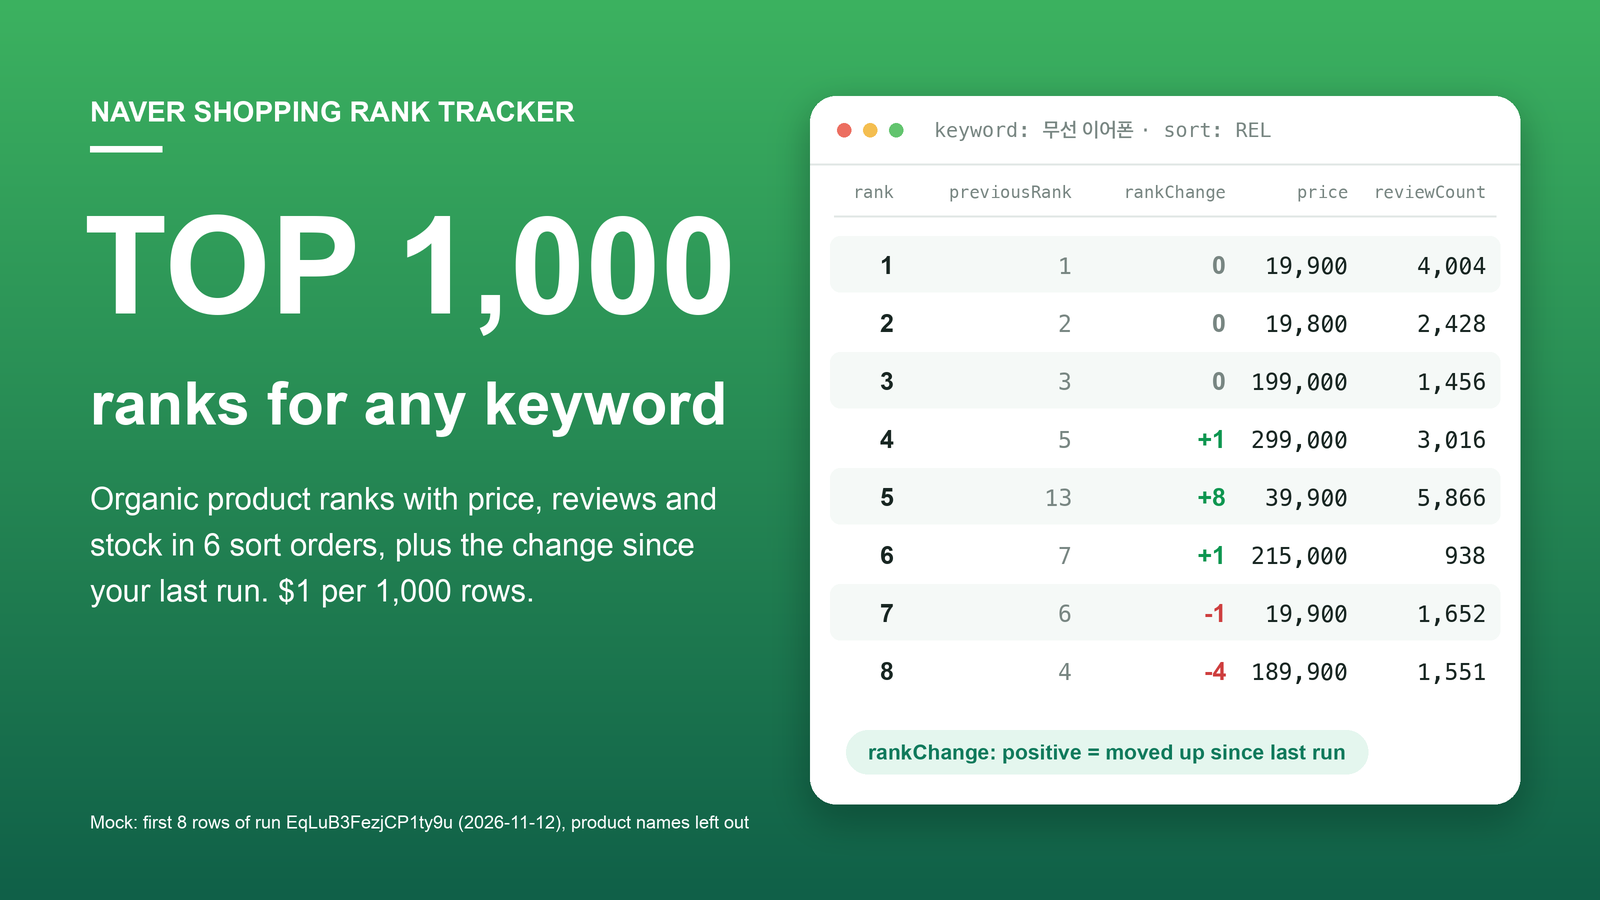 NAVER SHOPPING RANK TRACKER
TOP 1,000
ranks for any keyword
Organic product ranks with price, reviews and
stock in 6 sort orders, plus the change since
your last run. $1 per 1,000 rows.
Mock: first 8 rows of run EqLuB3FezjCP1ty9u (2026-11-12), product names left out
keyword: 무선 이어폰 · sort: REL
rank previousRank rankChange price reviewCount
1 1 0 19,900 4,004
2 2 0 19,800 2,428
3 3 0 199,000 1,456
4 5 +1 299,000 3,016
5 13 +8 39,900 5,866
6 7 +1 215,000 938
7 6 -1 19,900 1,652
8 4 -4 189,900 1,551
rankChange: positive = moved up since last run